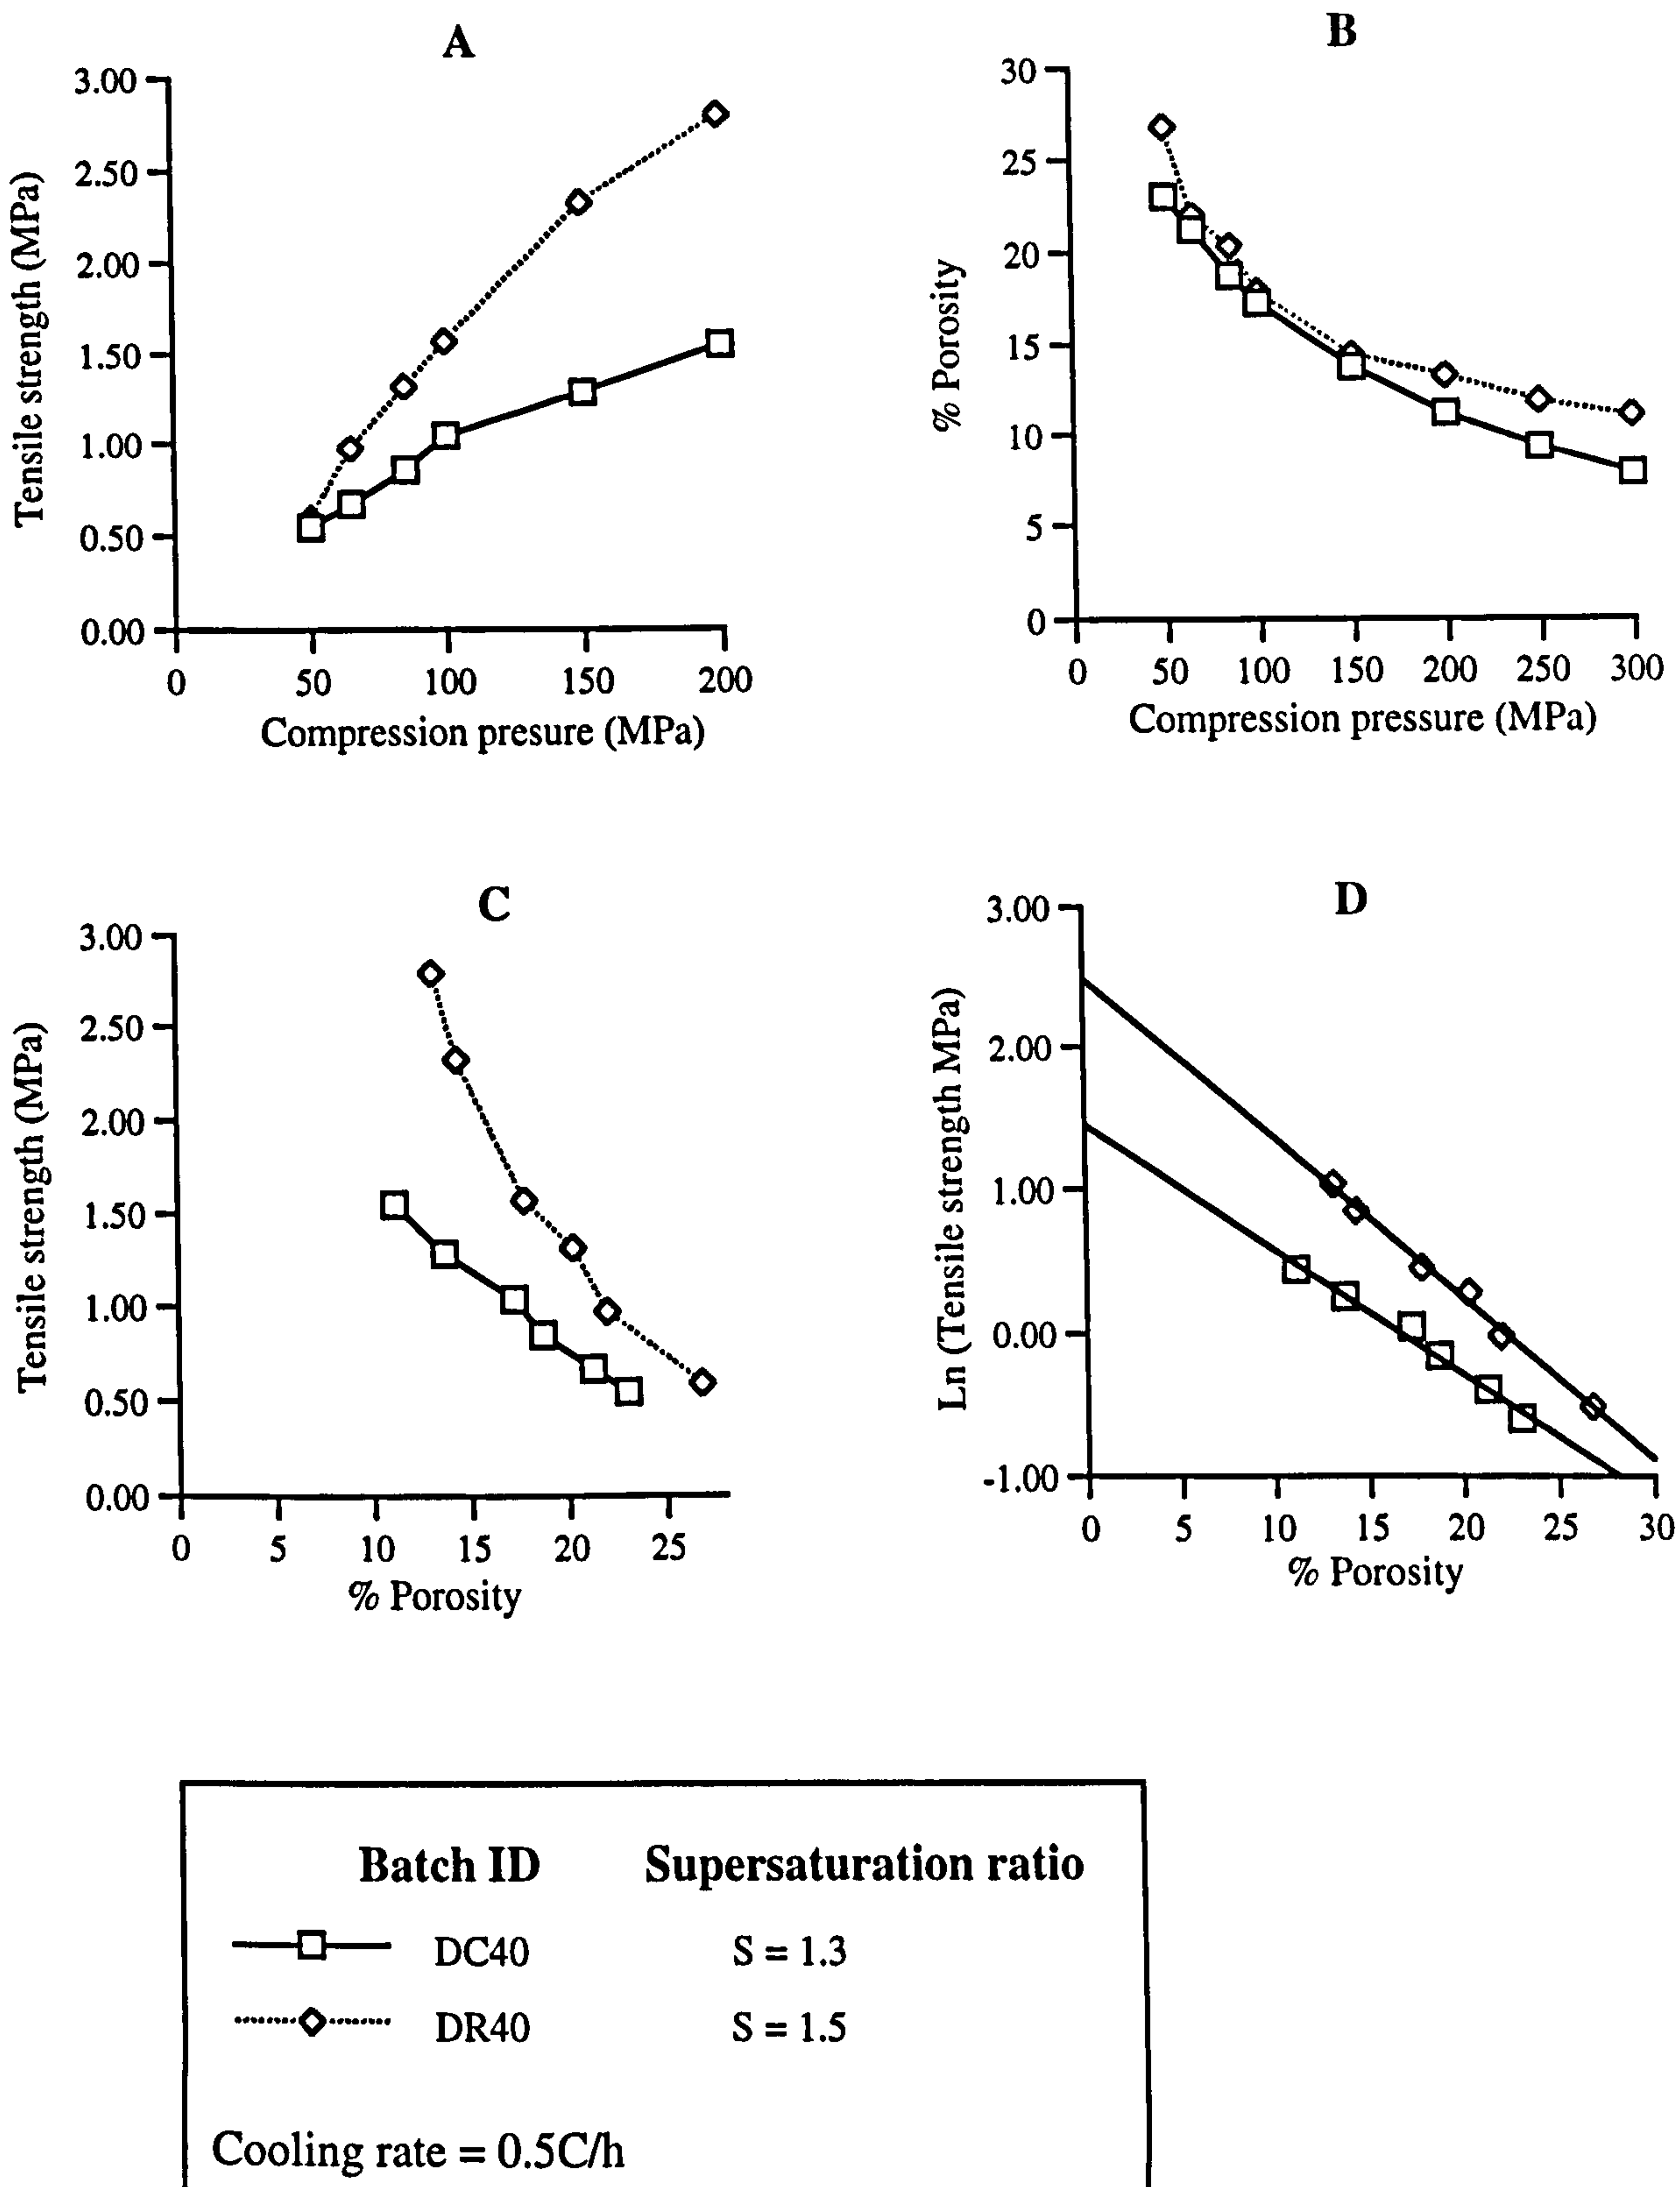 A
3.00
2.50
2.00
1.50
1.00
0.50
0.00
Tensile strength (MPa)
0 50 100 150 200
Compression presure (MPa)
B
30
25
20
15
10
5
0
% Porosity
0 50 100 150 200 250 300
Compression pressure (MPa)
C
3.00
2.50
2.00
1.50
1.00
0.50
0.00
Tensile strength (MPa)
0 5 10 15 20 25
% Porosity
D
3.00
2.00
1.00
0.00
-1.00
Ln (Tensile strength MPa)
0 5 10 15 20 25 30
% Porosity
Batch ID Supersaturation ratio
DC40 S = 1.3
DR40 S = 1.5
Cooling rate = 0.5C/h